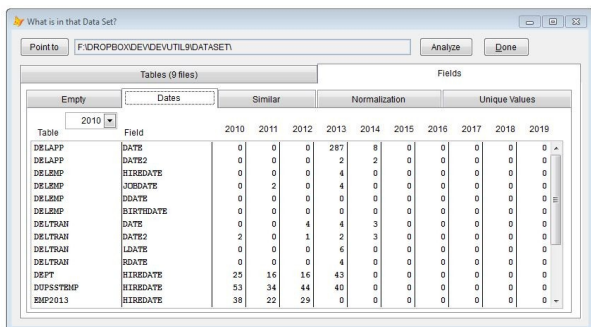 What is in that Data Set?
Point to F:\DROPBOX\DEV\DEVUTIL9\DATASET\ Analyze Done
Tables (9 files) Fields
Empty Dates Similar Normalization Unique Values
2010
Table Field 2010 2011 2012 2013 2014 2015 2016 2017 2018 2019
DELAPP DATE 0 0 0 287 8 0 0 0 0 0
DELAPP DATE2 0 0 0 2 2 0 0 0 0 0
DELEMP HIREDATE 0 0 0 4 0 0 0 0 0 0
DELEMP JOBDATE 0 2 0 4 0 0 0 0 0 0
DELEMP DDATE 0 0 0 0 0 0 0 0 0 0
DELEMP BIRTHDATE 0 0 0 0 0 0 0 0 0 0
DELTRAN DATE 0 0 4 4 3 0 0 0 0 0
DELTRAN DATE2 2 0 1 2 3 0 0 0 0 0
DELTRAN LDATE 0 0 0 6 0 0 0 0 0 0
DELTRAN RDATE 0 0 0 4 0 0 0 0 0 0
DEPT HIREDATE 25 16 16 43 0 0 0 0 0 0
DUPSSTEMP HIREDATE 53 34 44 40 0 0 0 0 0 0
EMP2013 HIREDATE 38 22 29 0 0 0 0 0 0 0